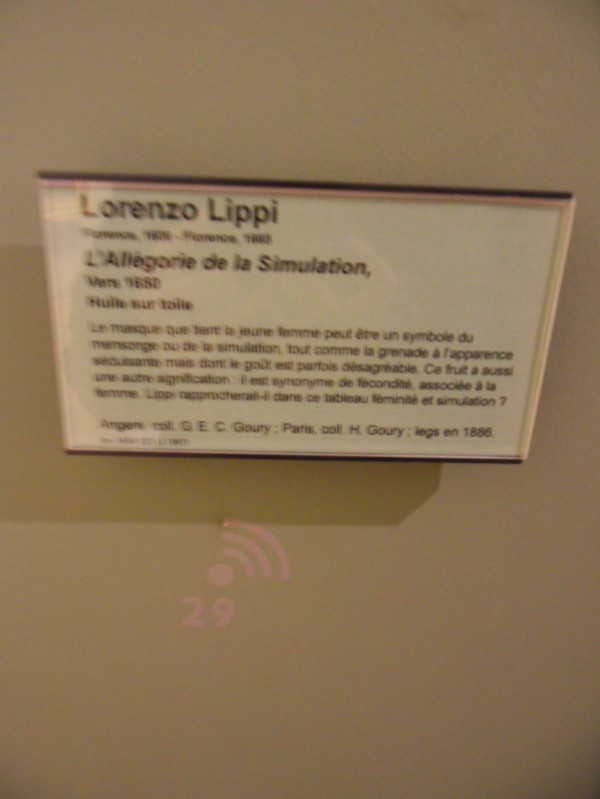 Lorenzo Lippi
Florence, 1606 - Florence, 1665
L'Allégorie de la Simulation,
Vers 1650
Huile sur toile
Le masque que tient la jeune femme peut être un symbole du
mensonge ou de la simulation, tout comme la grenade à l'apparence
séduisante mais dont le goût est parfois désagréable. Ce fruit a aussi
une autre signification : il est synonyme de fécondité, associée à la
femme. Lippi rapprocherait-il dans ce tableau féminité et simulation ?
Angers, coll. G. E. C. Goury ; Paris, coll. H. Goury ; legs en 1886.
29